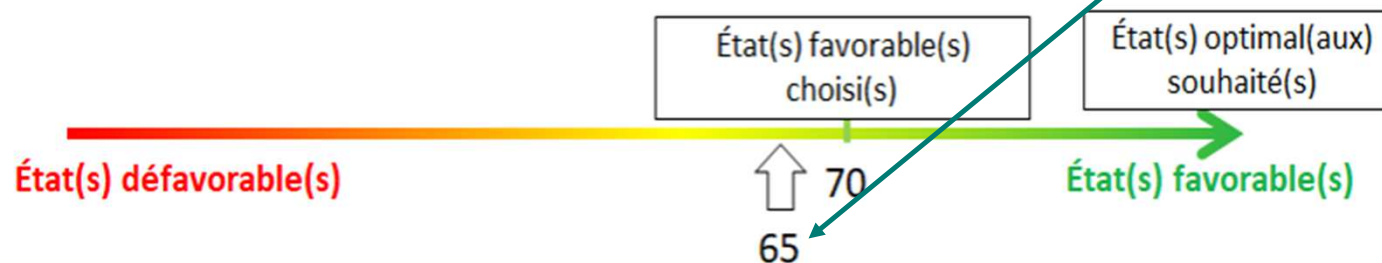 État(s) favorable(s)
choisi(s)
État(s) optimal(aux)
souhaité(s)
État(s) défavorable(s)
70
État(s) favorable(s)
65